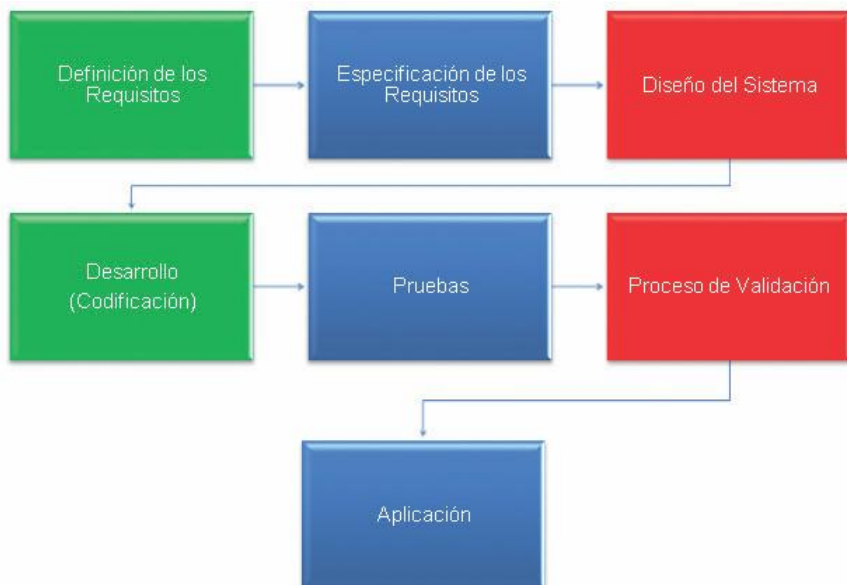 Definición de los
Requisitos
Especificación de los
Requisitos
Diseño del Sistema
Desarrollo
(Codificación)
Pruebas
Proceso de Validación
Aplicación